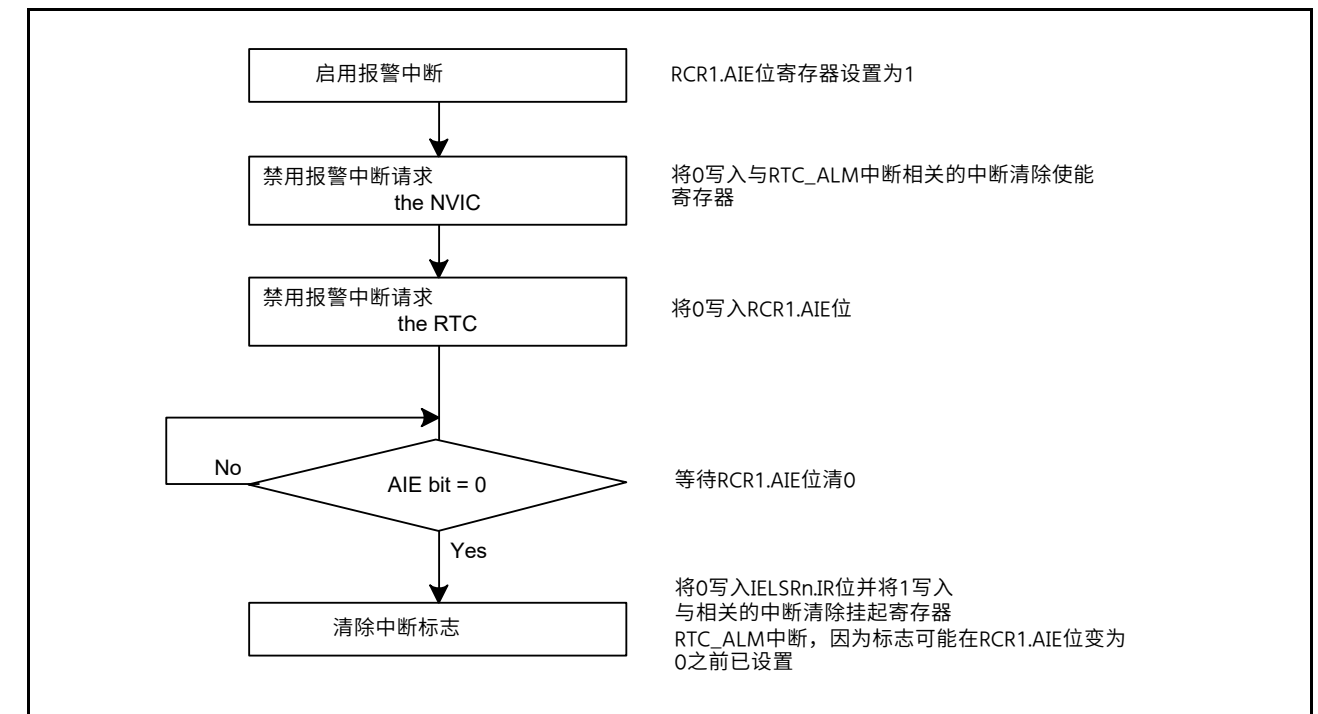 启用报警中断
RCR1.AIE位寄存器设置为1
禁用报警中断请求
the NVIC
将0写入与RTC_ALM中断相关的中断清除使能
寄存器
禁用报警中断请求
the RTC
将0写入RCR1.AIE位
No
AIE bit = 0
等待RCR1.AIE位清0
Yes
清除中断标志
将0写入IELSRn.IR位并将1写入
与相关的中断清除挂起寄存器
RTC_ALM中断，因为标志可能在RCR1.AIE位变为
0之前已设置